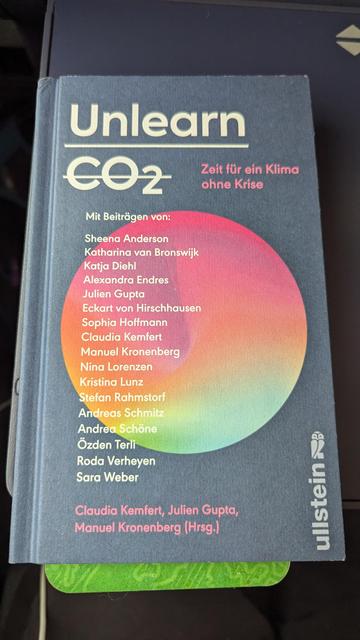 Unlearn
CO2
Zeit für ein Klima
ohne Krise
Mit Beiträgen von:
Sheena Anderson
Katharina van Bronswijk
Katja Diehl
Alexandra Endres
Julien Gupta
Eckart von Hirschhausen
Sophia Hoffmann
Claudia Kemfert
Manuel Kronenberg
Nina Lorenzen
Kristina Lunz
Stefan Rahmstorf
Andreas Schmitz
Andrea Schöne
Özden Terli
Roda Verheyen
Sara Weber
Claudia Kemfert, Julien Gupta,
Manuel Kronenberg (Hrsg.)
ullstein